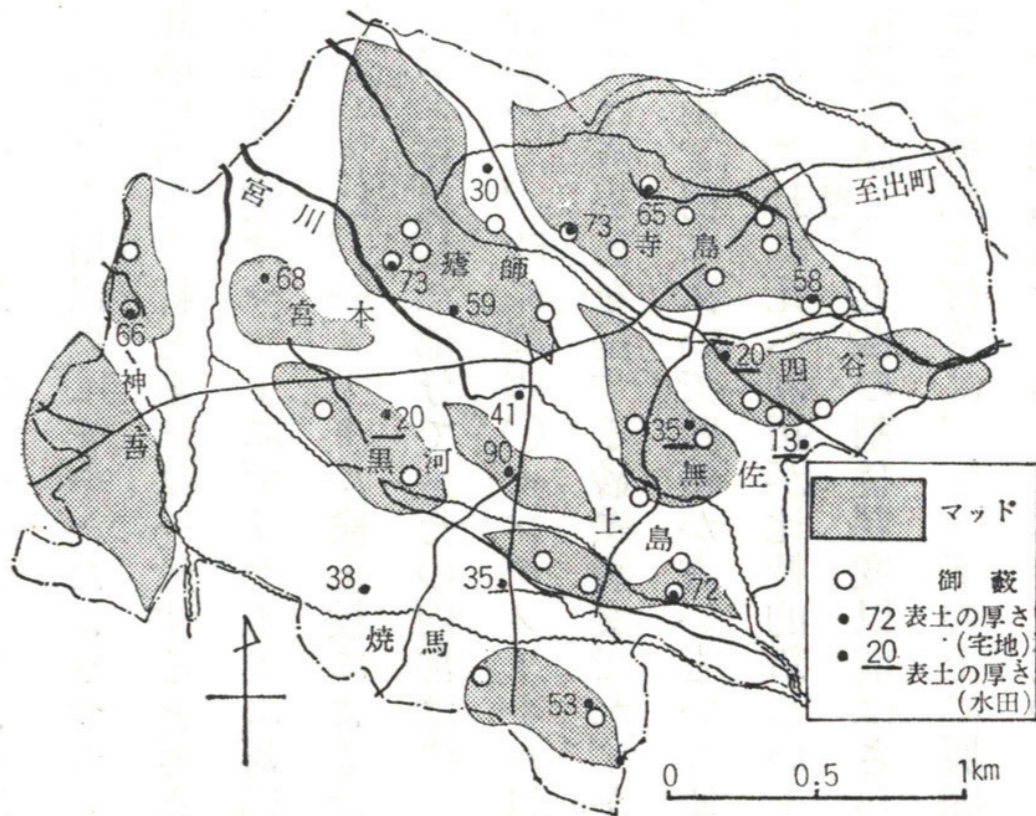 宮川
30
65
至出町
73
寺島
68
瘡師
73
59
58
宮本
66
神吾
20
四谷
41
20
黒河
90
35
無佐
13
上島
マッド
38
35
72
御藪
焼馬
72 表土の厚さ
(宅地)
20 表土の厚さ
(水田)
53
0 0.5 1km